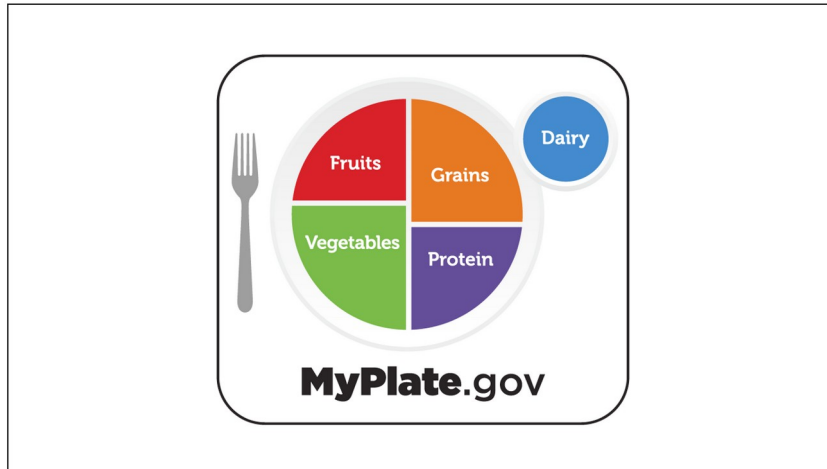 Fruits
Grains
Dairy
Vegetables
Protein
MyPlate.gov